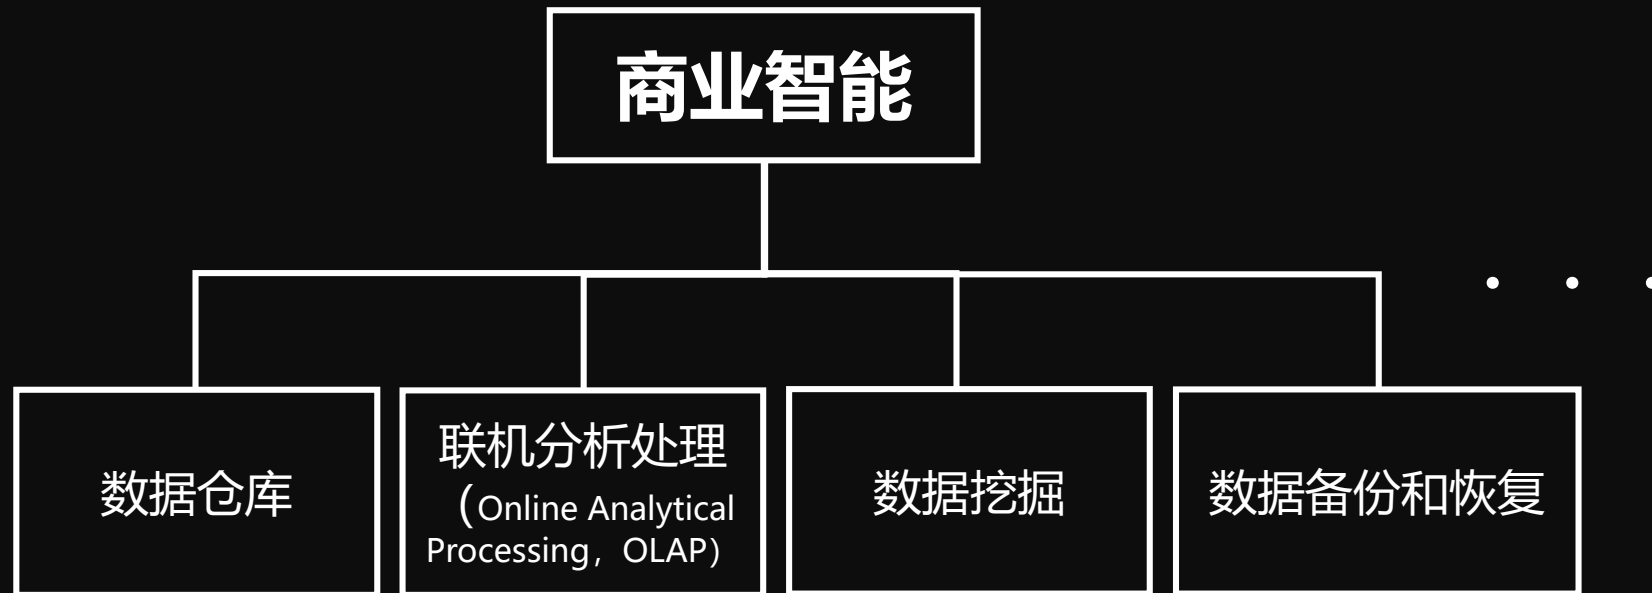 商业智能
数据仓库
联机分析处理
（Online Analytical
Processing，OLAP）
数据挖掘
数据备份和恢复